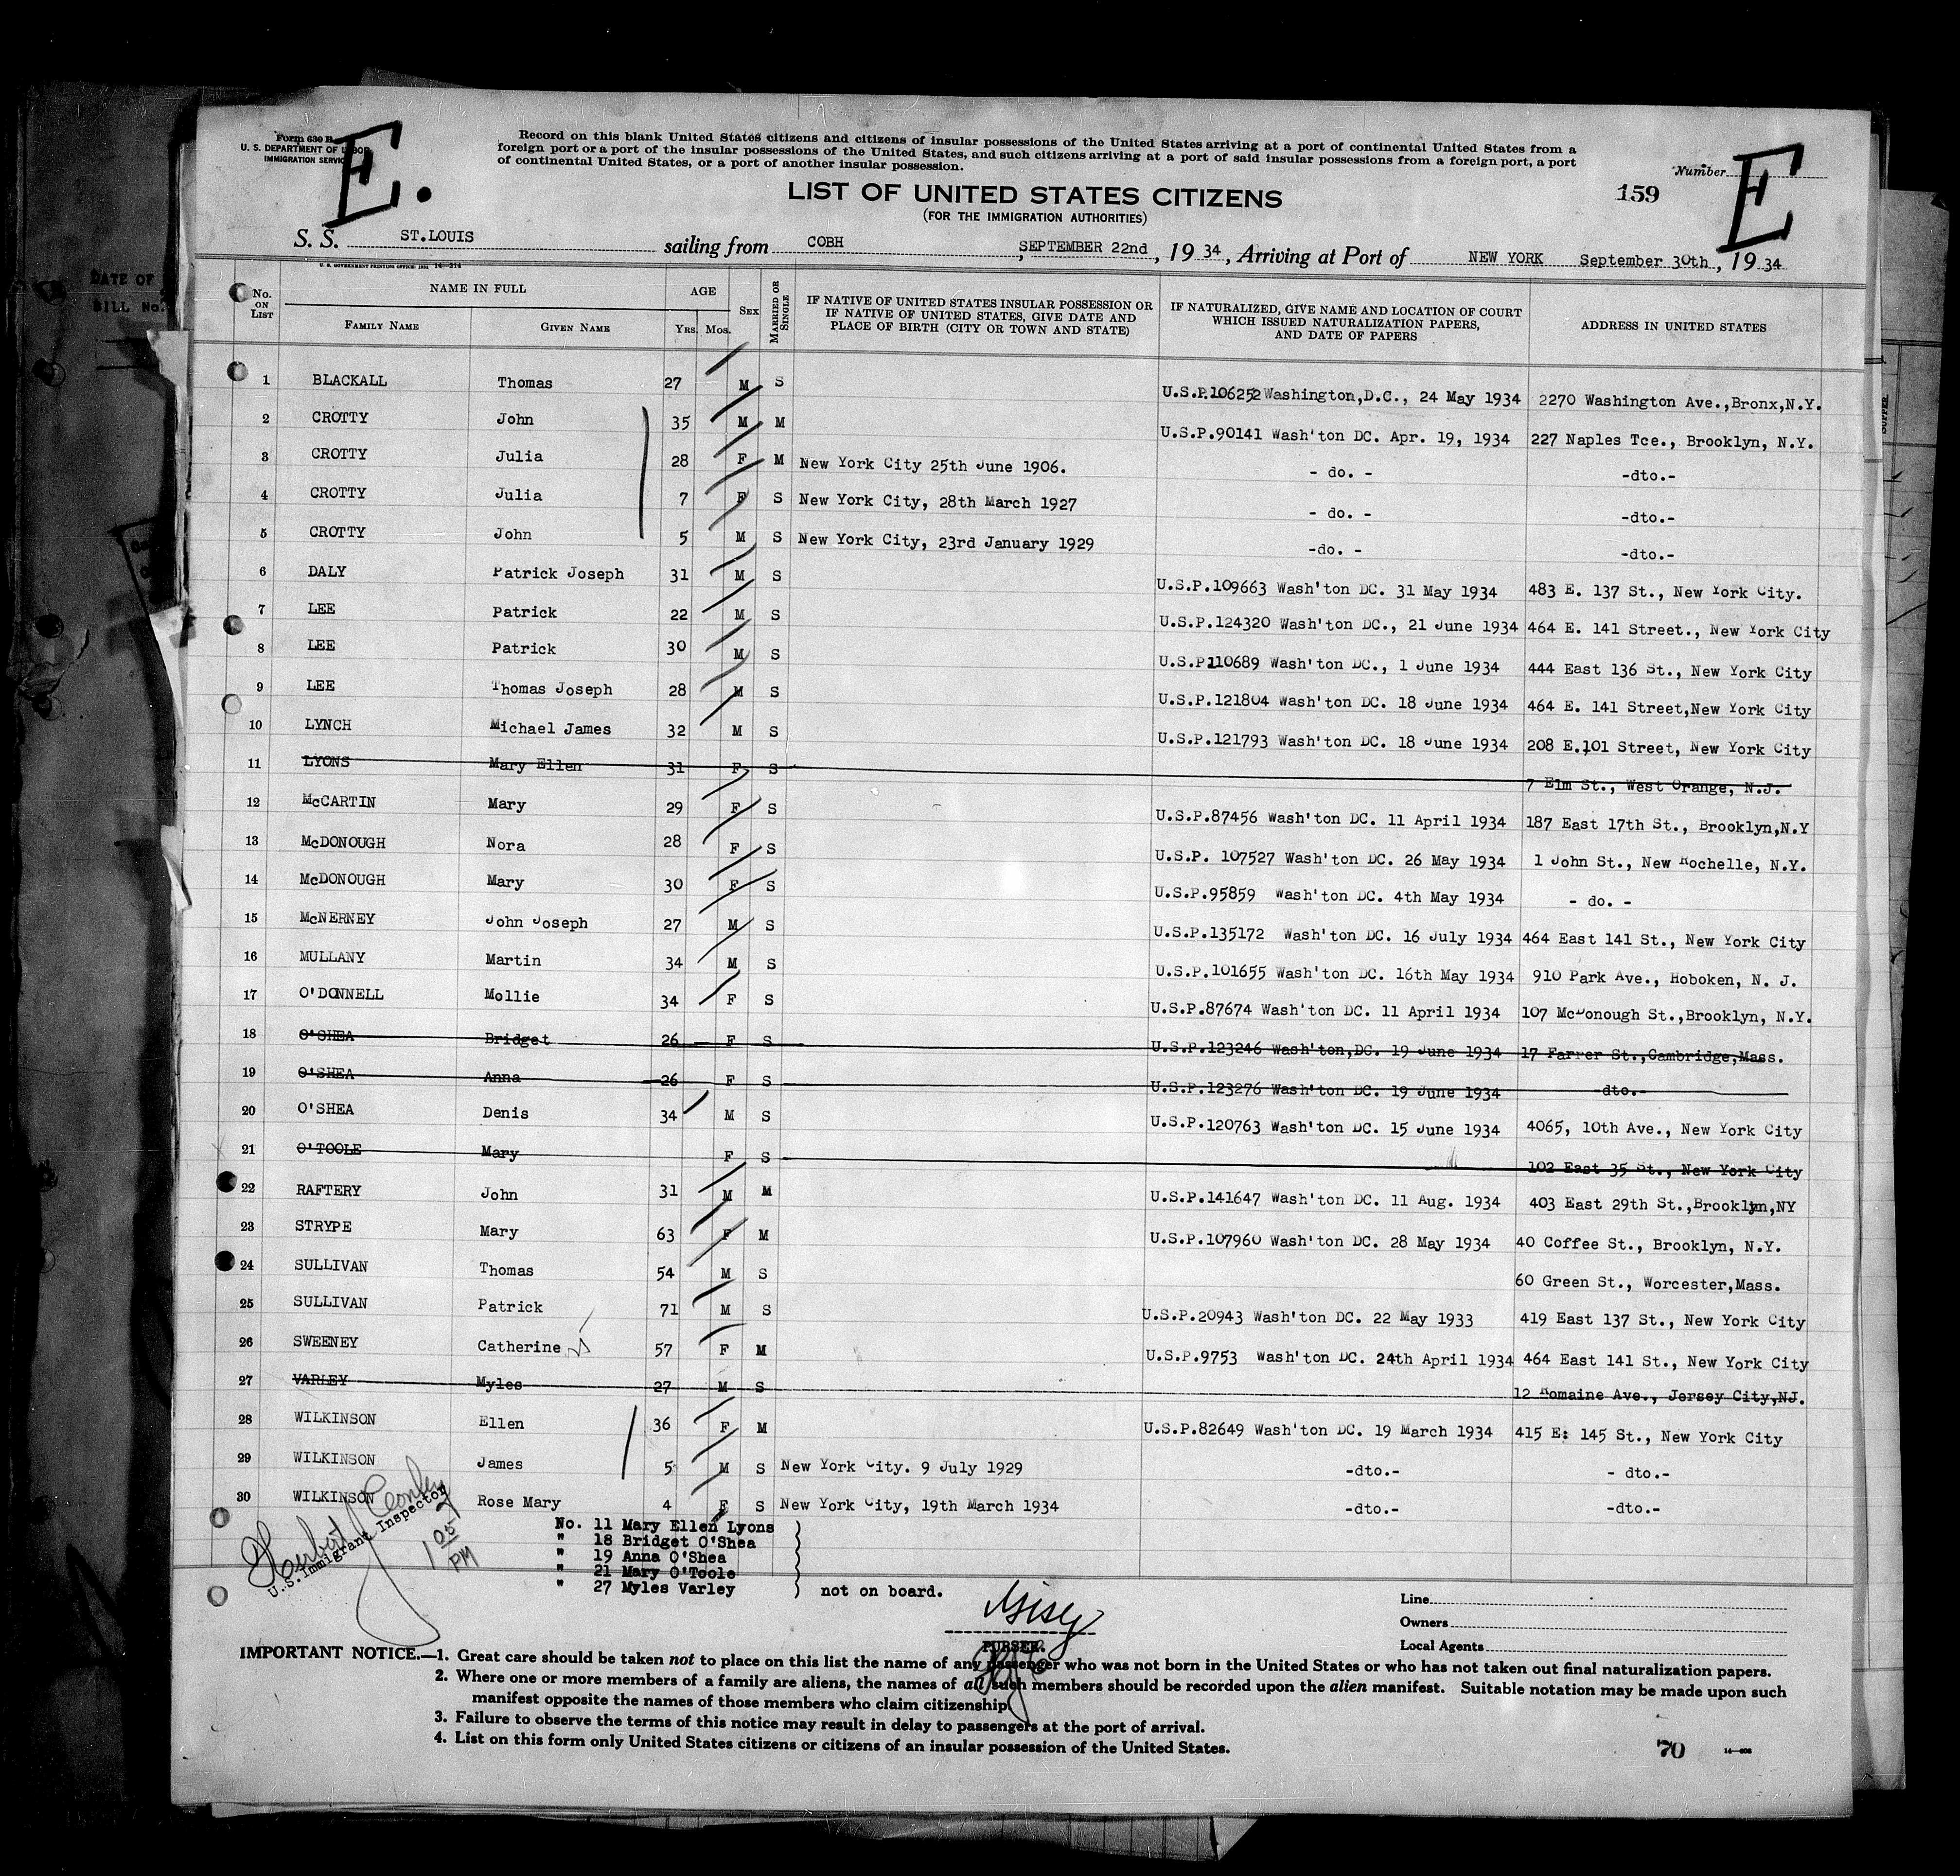 DATE OF
BILL No.
Form 630 B
U. S. DEPARTMENT OF LABOR
IMMIGRATION SERVICE
E.
Record on this blank United States citizens and citizens of insular possessions of the United States arriving at a port of continental United States from a
foreign port or a port of the insular possessions of the United States, and such citizens arriving at a port of said insular possessions from a foreign port, a port
of continental United States, or a port of another insular possession.
Number
E
159
LIST OF UNITED STATES CITIZENS
(FOR THE IMMIGRATION AUTHORITIES)
S. S. ST.LOUIS sailing from COBH, SEPTEMBER 22nd, 19 34, Arriving at Port of NEW YORK September 30th, 19 34
U. S. GOVERNMENT PRINTING OFFICE: 1931 14-214
No. ON LIST NAME IN FULL AGE SEX MARRIED OR SINGLE IF NATIVE OF UNITED STATES INSULAR POSSESSION OR IF NATIVE OF UNITED STATES, GIVE DATE AND PLACE OF BIRTH (CITY OR TOWN AND STATE) IF NATURALIZED, GIVE NAME AND LOCATION OF COURT WHICH ISSUED NATURALIZATION PAPERS, AND DATE OF PAPERS ADDRESS IN UNITED STATES
FAMILY NAME GIVEN NAME YRS. MOS.
1 BLACKALL Thomas 27 M S U.S.P.106252 Washington,D.C., 24 May 1934 2270 Washington Ave.,Bronx,N.Y.
2 CROTTY John 35 M M U.S.P.90141 Wash'ton DC. Apr. 19, 1934 227 Naples Tce., Brooklyn, N.Y.
3 CROTTY Julia 28 F M New York City 25th June 1906. - do. - -dto.-
4 CROTTY Julia 7 F S New York City, 28th March 1927 - do. - -dto.-
5 CROTTY John 5 M S New York City, 23rd January 1929 -do. - -dto.-
6 DALY Patrick Joseph 31 M S U.S.P.109663 Wash'ton DC. 31 May 1934 483 E. 137 St., New York City.
7 LEE Patrick 22 M S U.S.P.124320 Wash'ton DC., 21 June 1934 464 E. 141 Street., New York City
8 LEE Patrick 30 M S U.S.P110689 Wash'ton DC., 1 June 1934 444 East 136 St., New York City
9 LEE Thomas Joseph 28 M S U.S.P.121804 Wash'ton DC. 18 June 1934 464 E. 141 Street,New York City
10 LYNCH Michael James 32 M S U.S.P.121793 Wash'ton DC. 18 June 1934 208 E.101 Street, New York City
11 LYONS Mary Ellen 31 F S 7 Elm St., West Orange, N.J.
12 McCARTIN Mary 29 F S U.S.P.87456 Wash'ton DC. 11 April 1934 187 East 17th St., Brooklyn,N.Y
13 McDONOUGH Nora 28 F S U.S.P. 107527 Wash'ton DC. 26 May 1934 1 John St., New Rochelle, N.Y.
14 McDONOUGH Mary 30 F S U.S.P.95859 Wash'ton DC. 4th May 1934 - do. -
15 McNERNEY John Joseph 27 M S U.S.P.135172 Wash'ton DC. 16 July 1934 464 East 141 St., New York City
16 MULLANY Martin 34 M S U.S.P.101655 Wash'ton DC. 16th May 1934 910 Park Ave., Hoboken, N. J.
17 O'DONNELL Mollie 34 F S U.S.P.87674 Wash'ton DC. 11 April 1934 107 McDonough St.,Brooklyn, N.Y.
18 O'SHEA Bridget 26 F S U.S.P.123246 Wash'ton,DC. 19 June 1934 17 Farrer St.,Cambridge,Mass.
19 O'SHEA Anna 26 F S U.S.P.123276 Wash'ton DC. 19 June 1934 -dto.-
20 O'SHEA Denis 34 M S U.S.P.120763 Wash'ton DC. 15 June 1934 4065, 10th Ave., New York City
21 O'TOOLE Mary F S 102 East 35 St., New York City
22 RAFTERY John 31 M M U.S.P.141647 Wash'ton DC. 11 Aug. 1934 403 East 29th St.,Brooklyn,NY
23 STRYPE Mary 63 F M U.S.P.107960 Wash'ton DC. 28 May 1934 40 Coffee St., Brooklyn, N.Y.
24 SULLIVAN Thomas 54 M S 60 Green St., Worcester,Mass.
25 SULLIVAN Patrick 71 M S U.S.P.20943 Wash'ton DC. 22 May 1933 419 East 137 St., New York City
26 SWEENEY Catherine 57 F M U.S.P.9753 Wash'ton DC. 24th April 1934 464 East 141 St., New York City
27 VARLEY Myles 27 M S 12 Romaine Ave., Jersey City,NJ.
28 WILKINSON Ellen 36 F M U.S.P.82649 Wash'ton DC. 19 March 1934 415 E: 145 St., New York City
29 WILKINSON James 5 M S New York City. 9 July 1929 -dto.- - dto.-
30 WILKINSON Rose Mary 4 F S New York City, 19th March 1934 -dto.- -dto.-
Herbert J Conley
U.S. Immigrant Inspector
1 05 PM
No. 11 Mary Ellen Lyons
" 18 Bridget O'Shea
" 19 Anna O'Shea
" 21 Mary O'Toole
" 27 Myles Varley } not on board.
PURSER.
Line
Owners
Local Agents
IMPORTANT NOTICE.—1. Great care should be taken not to place on this list the name of any passenger who was not born in the United States or who has not taken out final naturalization papers.
2. Where one or more members of a family are aliens, the names of all such members should be recorded upon the alien manifest. Suitable notation may be made upon such
manifest opposite the names of those members who claim citizenship.
3. Failure to observe the terms of this notice may result in delay to passengers at the port of arrival.
4. List on this form only United States citizens or citizens of an insular possession of the United States.
70
14-606